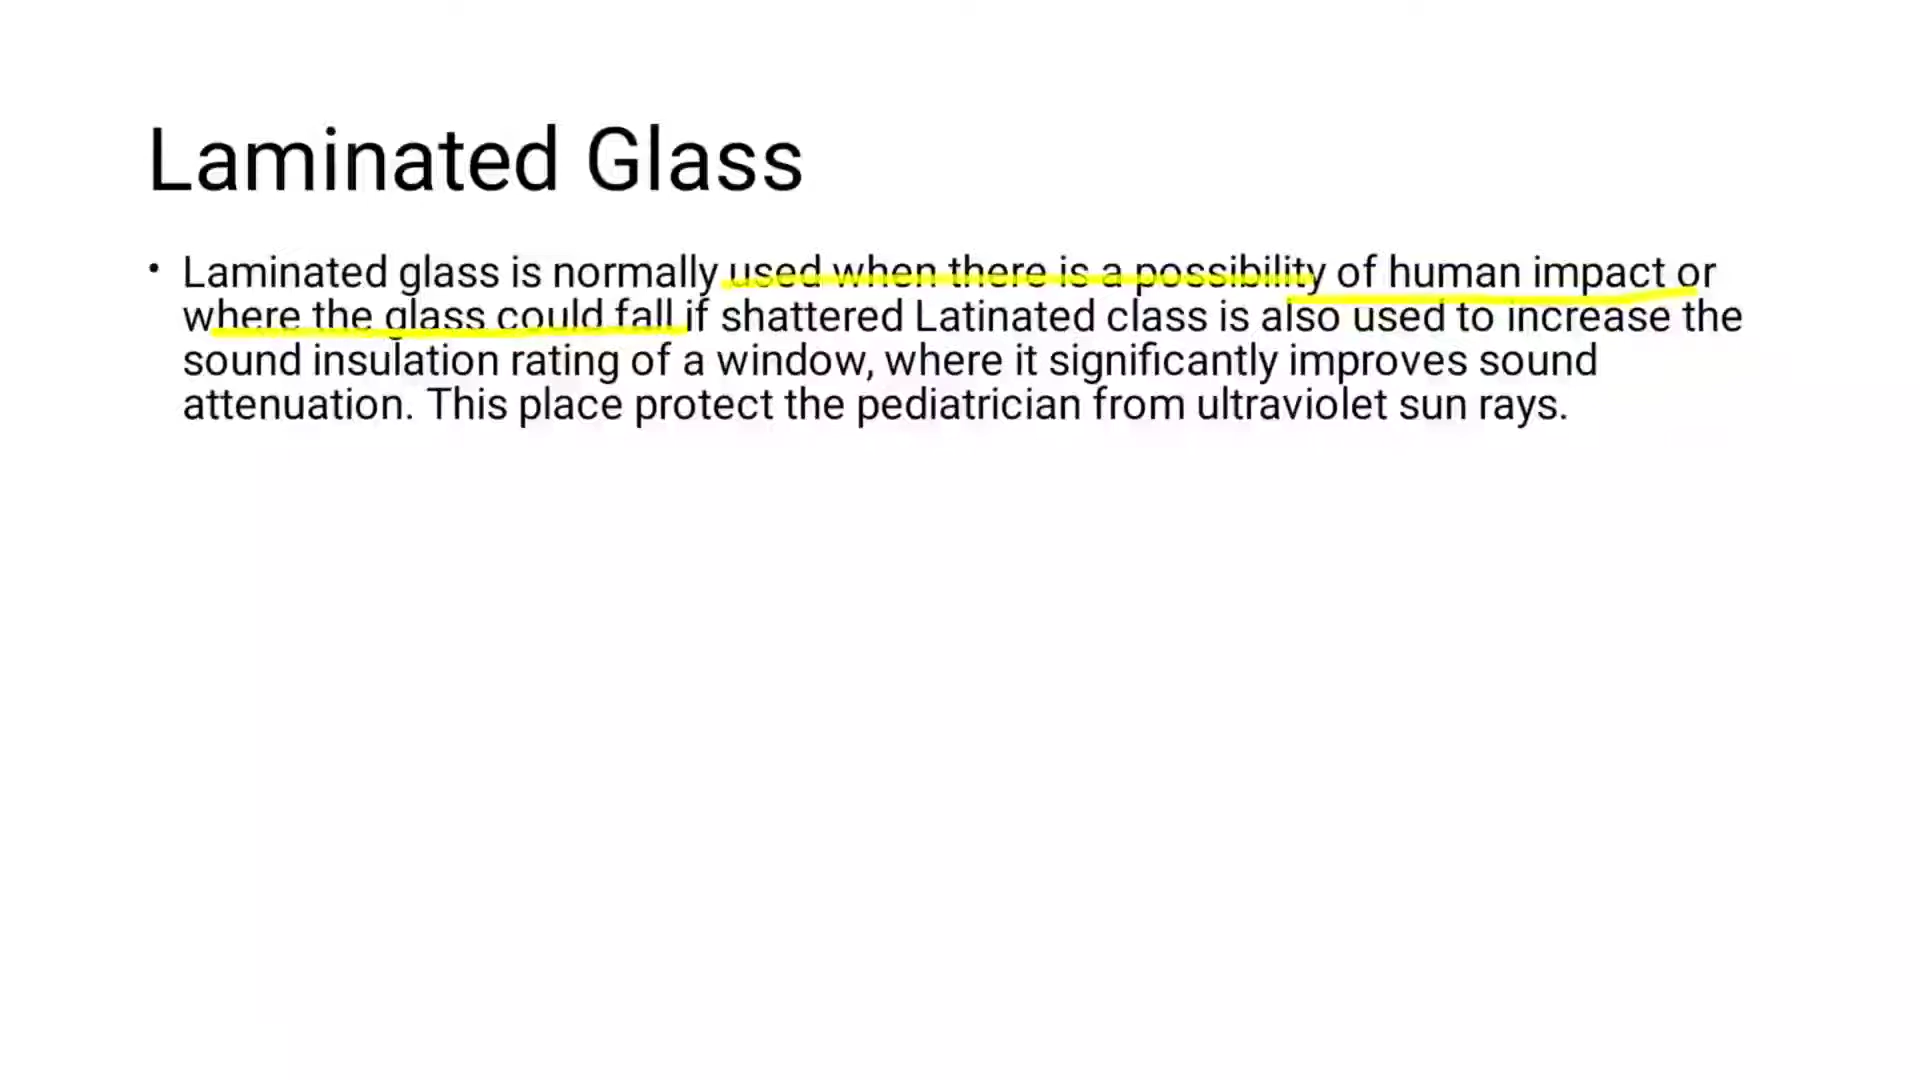 Laminated Glass
• Laminated glass is normally used when there is a possibility of human impact or
where the glass could fall if shattered Latinated class is also used to increase the
sound insulation rating of a window, where it significantly improves sound
attenuation. This place protect the pediatrician from ultraviolet sun rays.